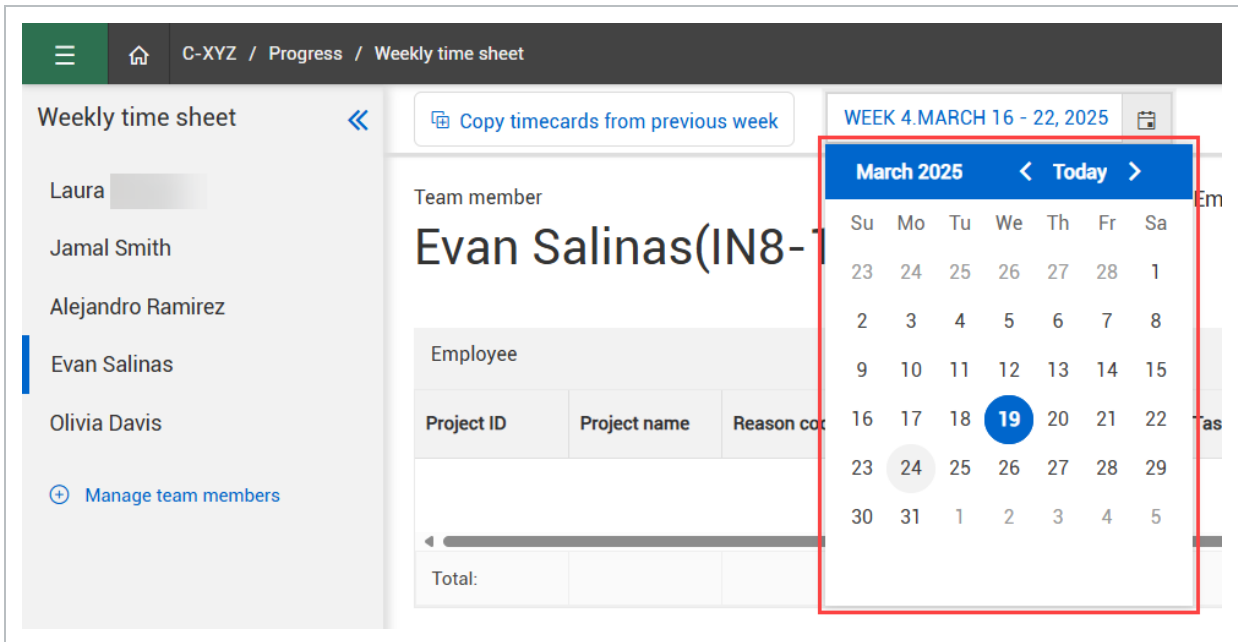 C-XYZ / Progress / Weekly time sheet
Weekly time sheet
Laura
Jamal Smith
Alejandro Ramirez
Evan Salinas
Olivia Davis
Manage team members
Copy timecards from previous week
WEEK 4.MARCH 16 - 22, 2025
Team member
Evan Salinas(IN8-
Employee
Project ID Project name Reason
Total:
March 2025 Today
Su Mo Tu We Th Fr Sa
23 24 25 26 27 28 1
2 3 4 5 6 7 8
9 10 11 12 13 14 15
16 17 18 19 20 21 22
23 24 25 26 27 28 29
30 31 1 2 3 4 5